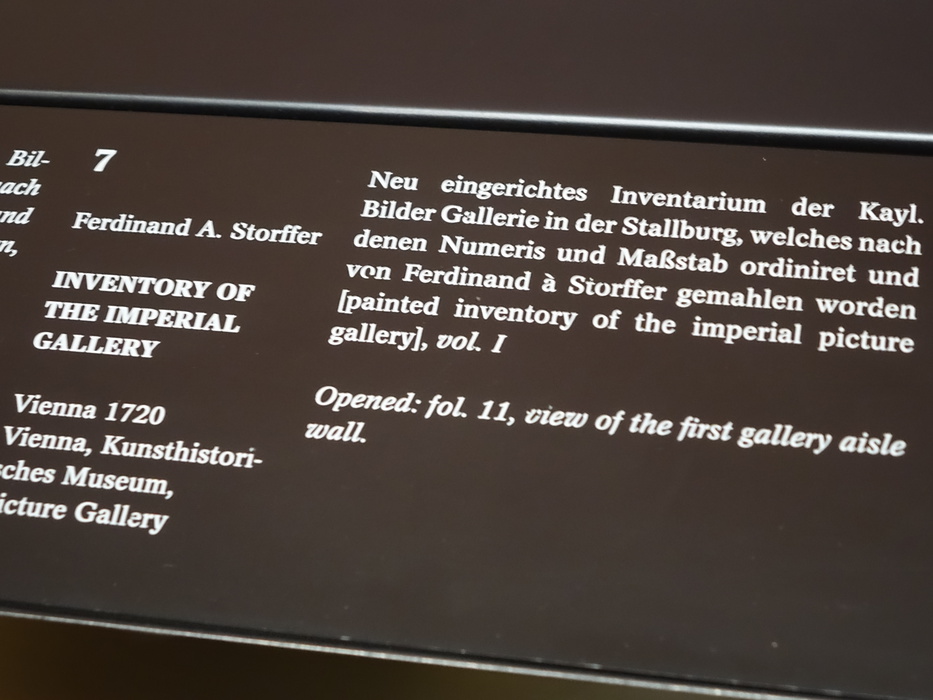 Bil-
ach
nd
n,
7
Ferdinand A. Storffer
INVENTORY OF
THE IMPERIAL
GALLERY
Vienna 1720
Vienna, Kunsthistori-
sches Museum,
icture Gallery
Neu eingerichtes Inventarium der Kayl.
Bilder Gallerie in der Stallburg, welches nach
denen Numeris und Maßstab ordiniret und
von Ferdinand à Storffer gemahlen worden
[painted inventory of the imperial picture
gallery], vol. I
Opened: fol. 11, view of the first gallery aisle
wall.